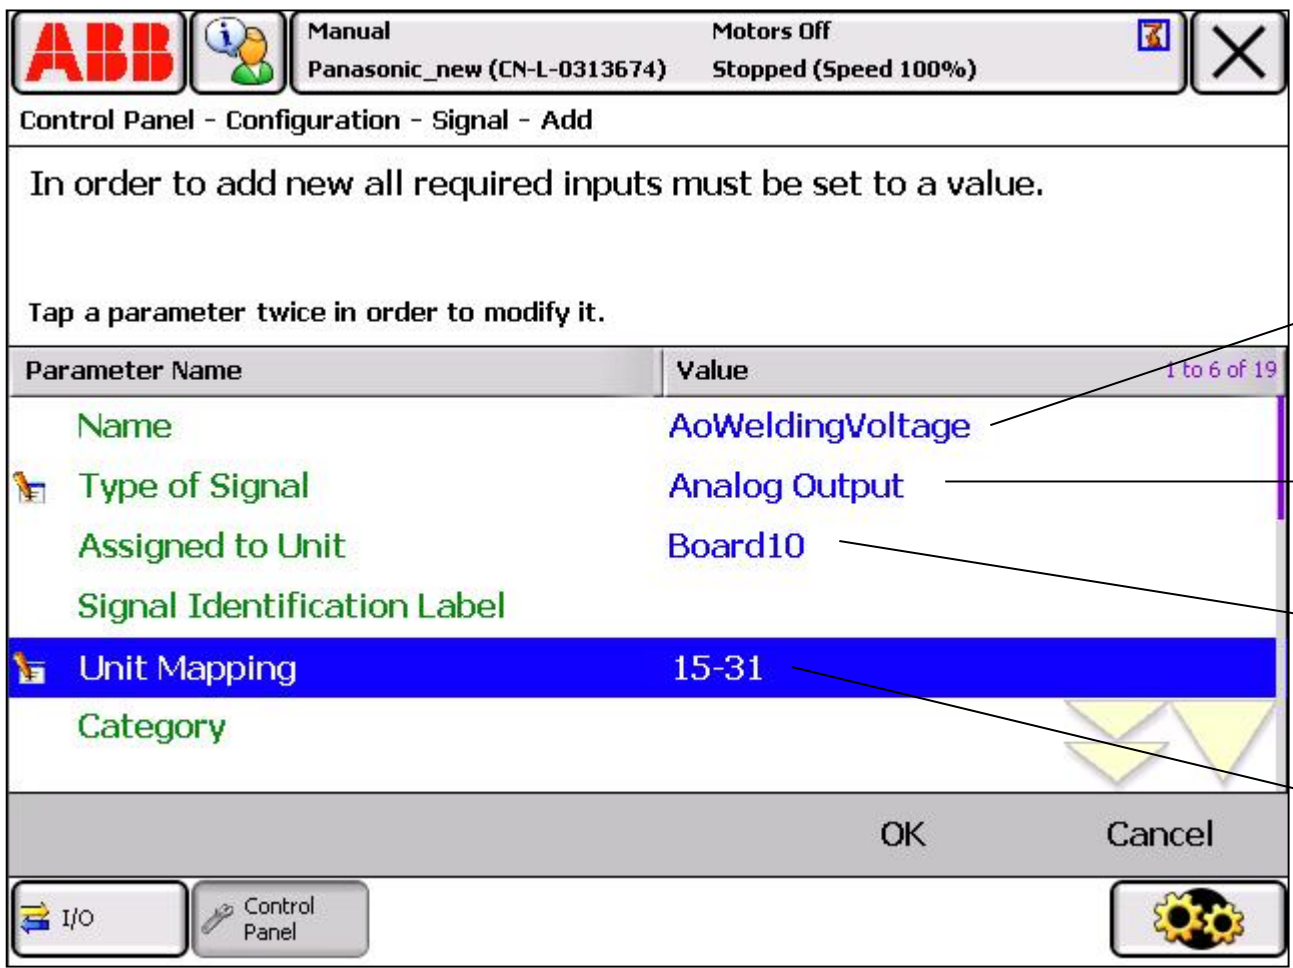 ABB
Manual Motors Off
Panasonic_new (CN-L-0313674) Stopped (Speed 100%)
Control Panel - Configuration - Signal - Add
In order to add new all required inputs must be set to a value.
Tap a parameter twice in order to modify it.
Parameter Name Value 1 to 6 of 19
Name AoWeldingVoltage
Type of Signal Analog Output
Assigned to Unit Board10
Signal Identification Label
Unit Mapping 15-31
Category
OK Cancel
I/O
Control
Panel